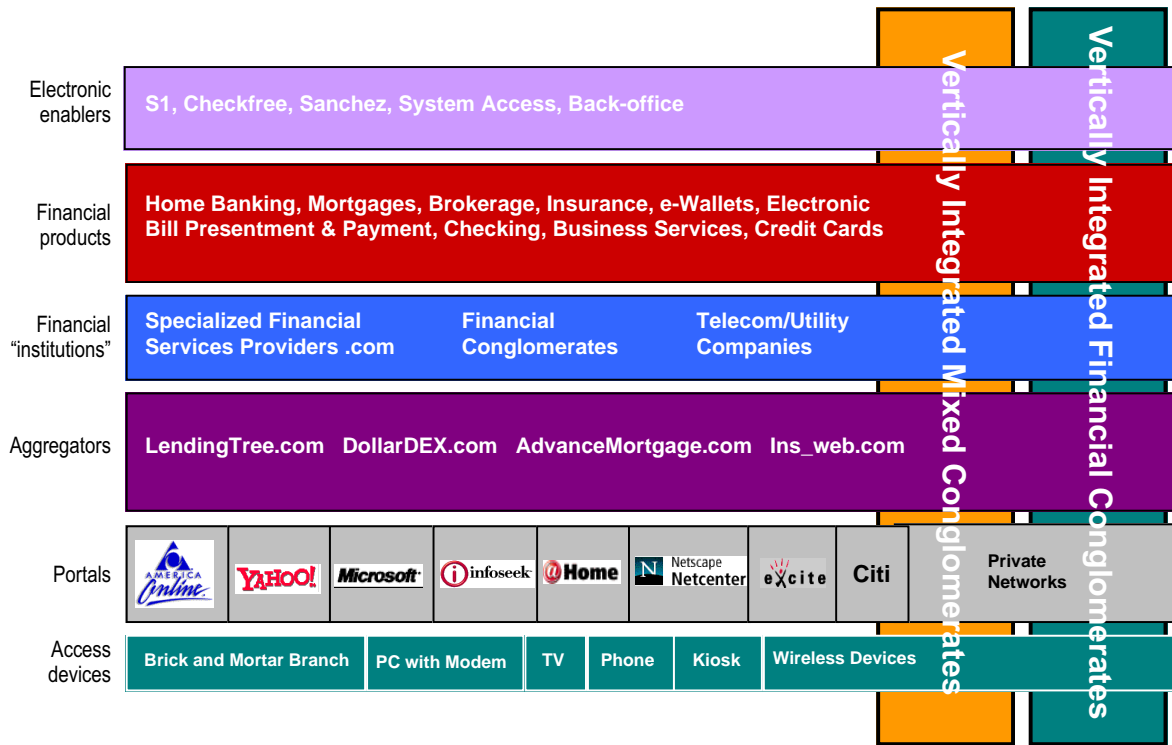 Electronic
enablers
S1, Checkfree, Sanchez, System Access, Back-office
Financial
products
Home Banking, Mortgages, Brokerage, Insurance, e-Wallets, Electronic
Bill Presentment & Payment, Checking, Business Services, Credit Cards
Financial
“institutions”
Specialized Financial
Services Providers .com
Financial
Conglomerates
Telecom/Utility
Companies
Aggregators
LendingTree.com DollarDEX.com AdvanceMortgage.com Ins_web.com
Portals
AMERICA
Online
YAHOO!
Microsoft
i infoseek
@Home
N Netscape
Netcenter
excite
Citi
Private
Networks
Access
devices
Brick and Mortar Branch
PC with Modem
TV
Phone
Kiosk
Wireless Devices
Vertically Integrated Mixed Conglomerates
Vertically Integrated Financial Conglomerates